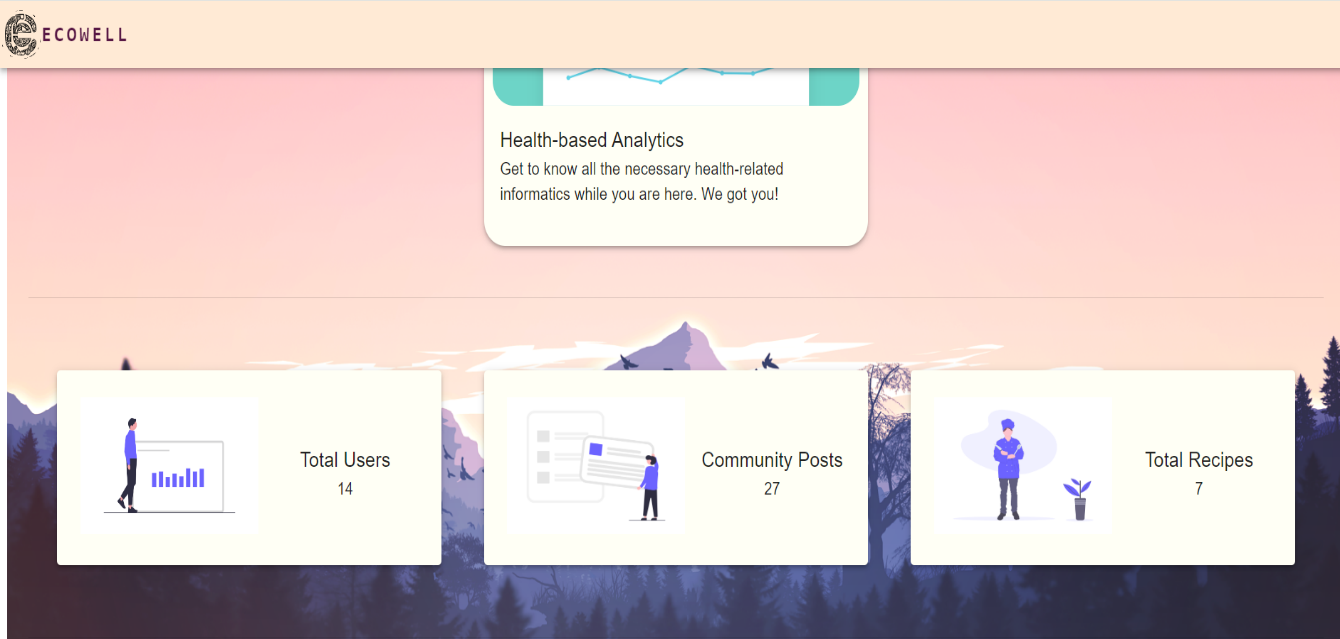 ECOWELL
Health-based Analytics
Get to know all the necessary health-related
informatics while you are here. We got you!
Total Users
14
Community Posts
27
Total Recipes
7